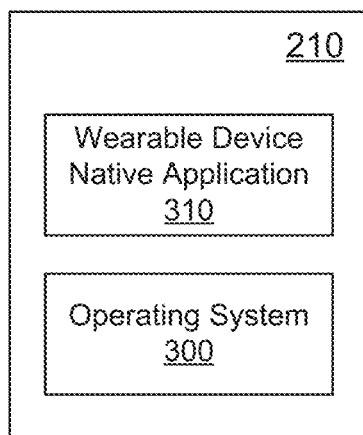 210
Wearable Device
Native Application
310
Operating System
300